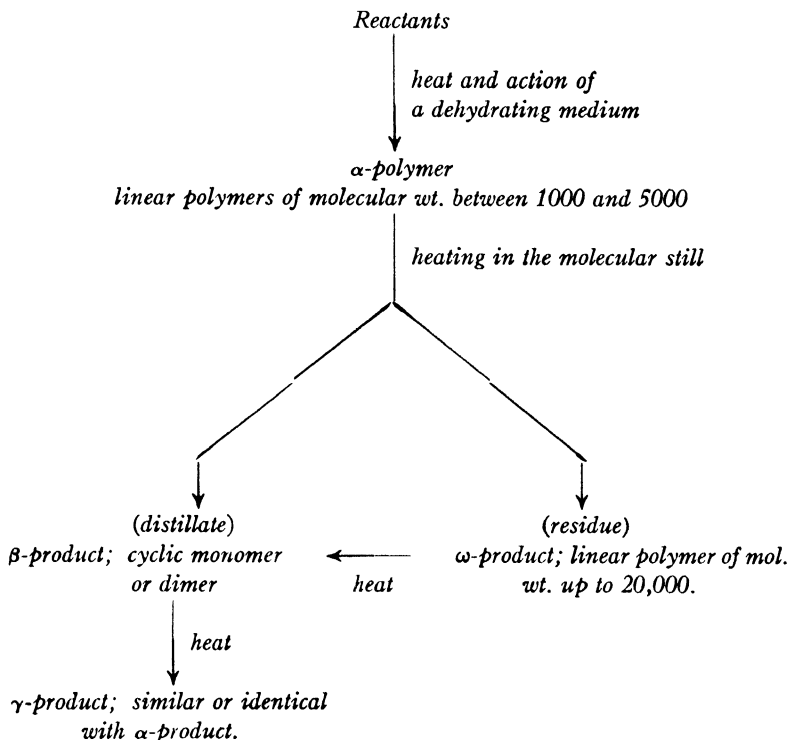 Reactants
heat and action of
a dehydrating medium
α-polymer
linear polymers of molecular wt. between 1000 and 5000
heating in the molecular still
(distillate)
β-product; cyclic monomer
or dimer
heat
(residue)
ω-product; linear polymer of mol.
wt. up to 20,000.
heat
γ-product; similar or identical
with α-product.